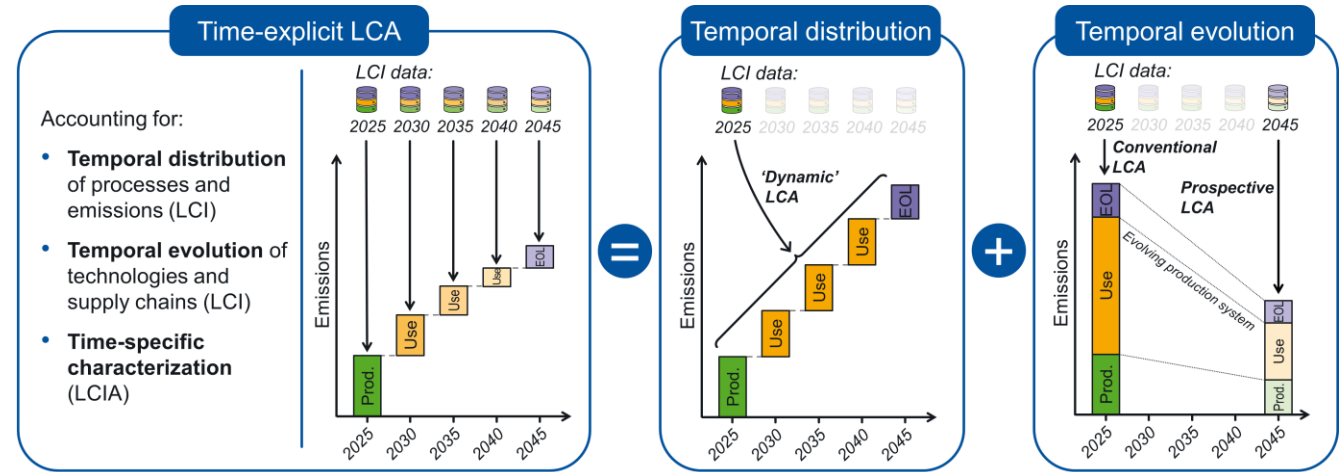 Time-explicit LCA
Accounting for:
• Temporal distribution
of processes and
emissions (LCI)
• Temporal evolution of
technologies and
supply chains (LCI)
• Time-specific
characterization
(LCIA)
LCI data:
2025 2030 2035 2040 2045
Emissions
Prod.
Use
Use
Use
EOL
2025 2030 2035 2040 2045
=
Temporal distribution
LCI data:
2025 2030 2035 2040 2045
'Dynamic'
LCA
Emissions
Prod.
Use
Use
Use
EOL
2025 2030 2035 2040 2045
+
Temporal evolution
LCI data:
2025 2030 2035 2040 2045
Conventional
LCA
Prospective
LCA
Emissions
EOL
Use
Prod.
Evolving production system
EOL
Use
Prod.
2025 2030 2035 2040 2045